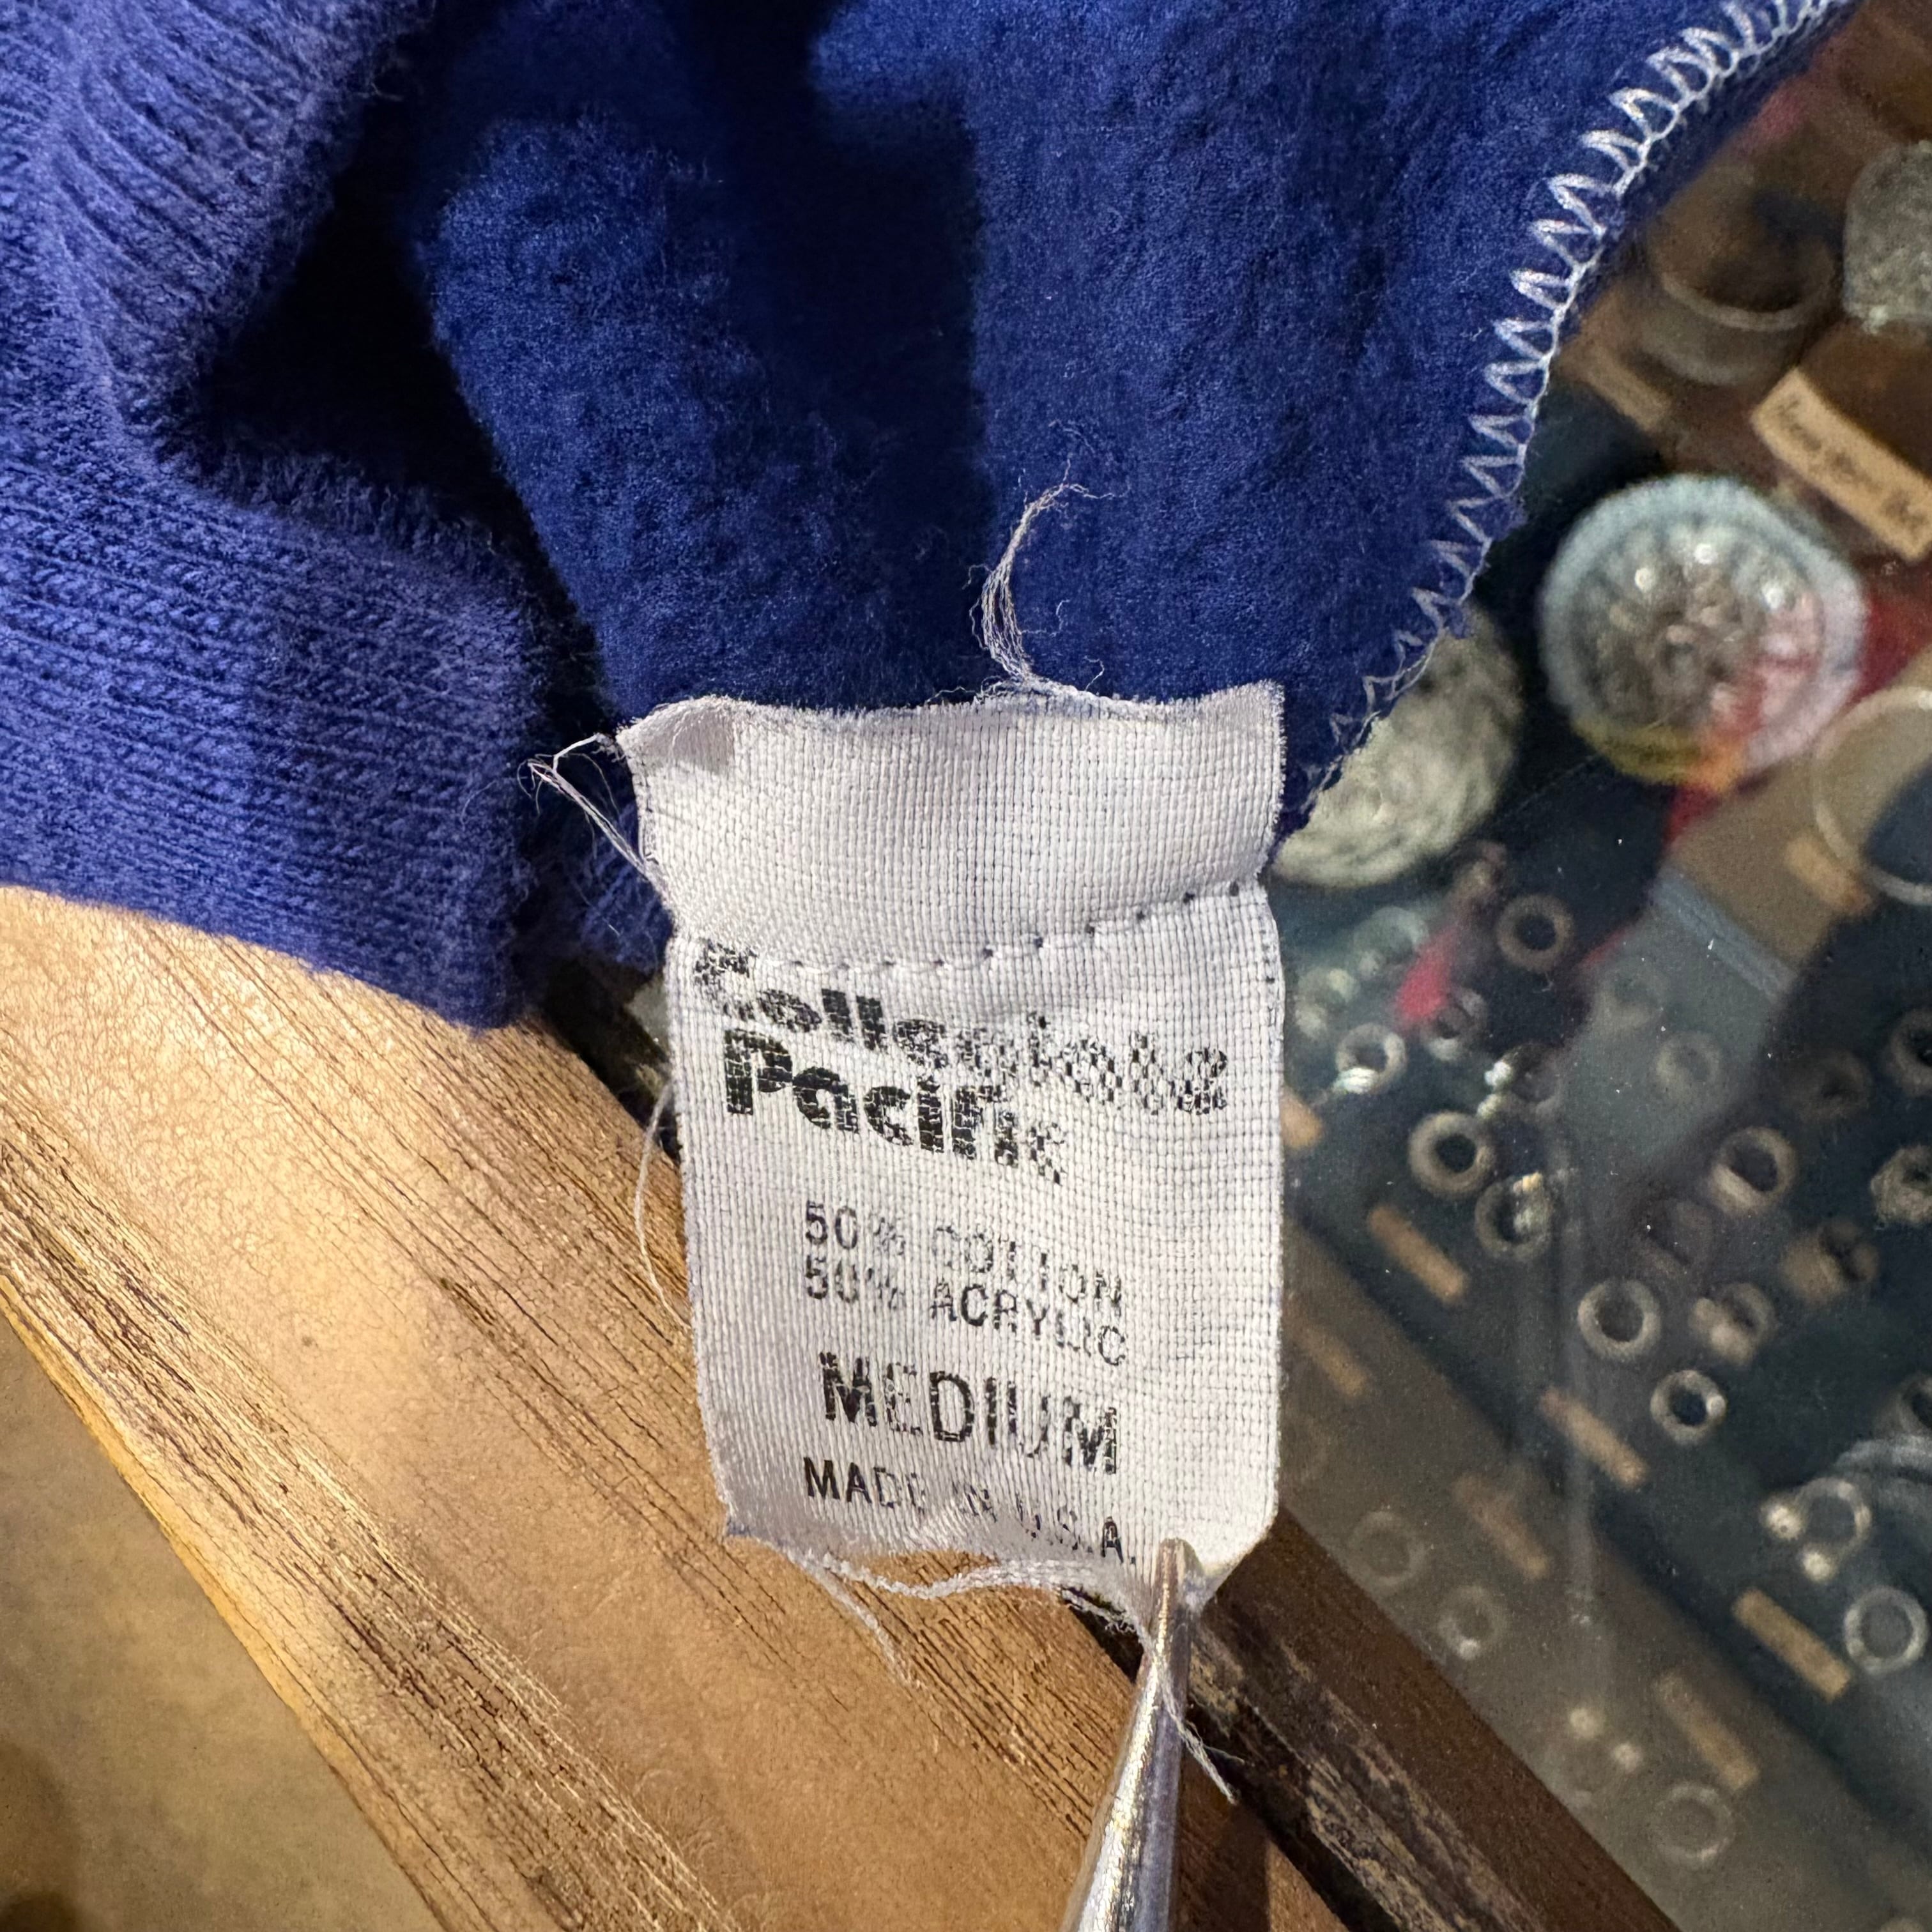 Collegiate
Pacific
50% COTTON
50% ACRYLIC
MEDIUM
MADE IN U.S.A.